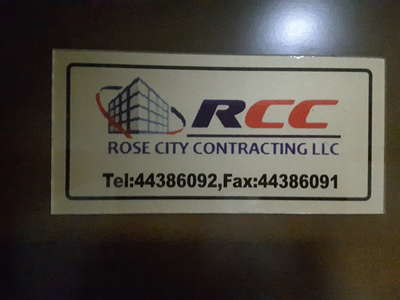 RCC
ROSE CITY CONTRACTING LLC
Tel:44386092,Fax:44386091